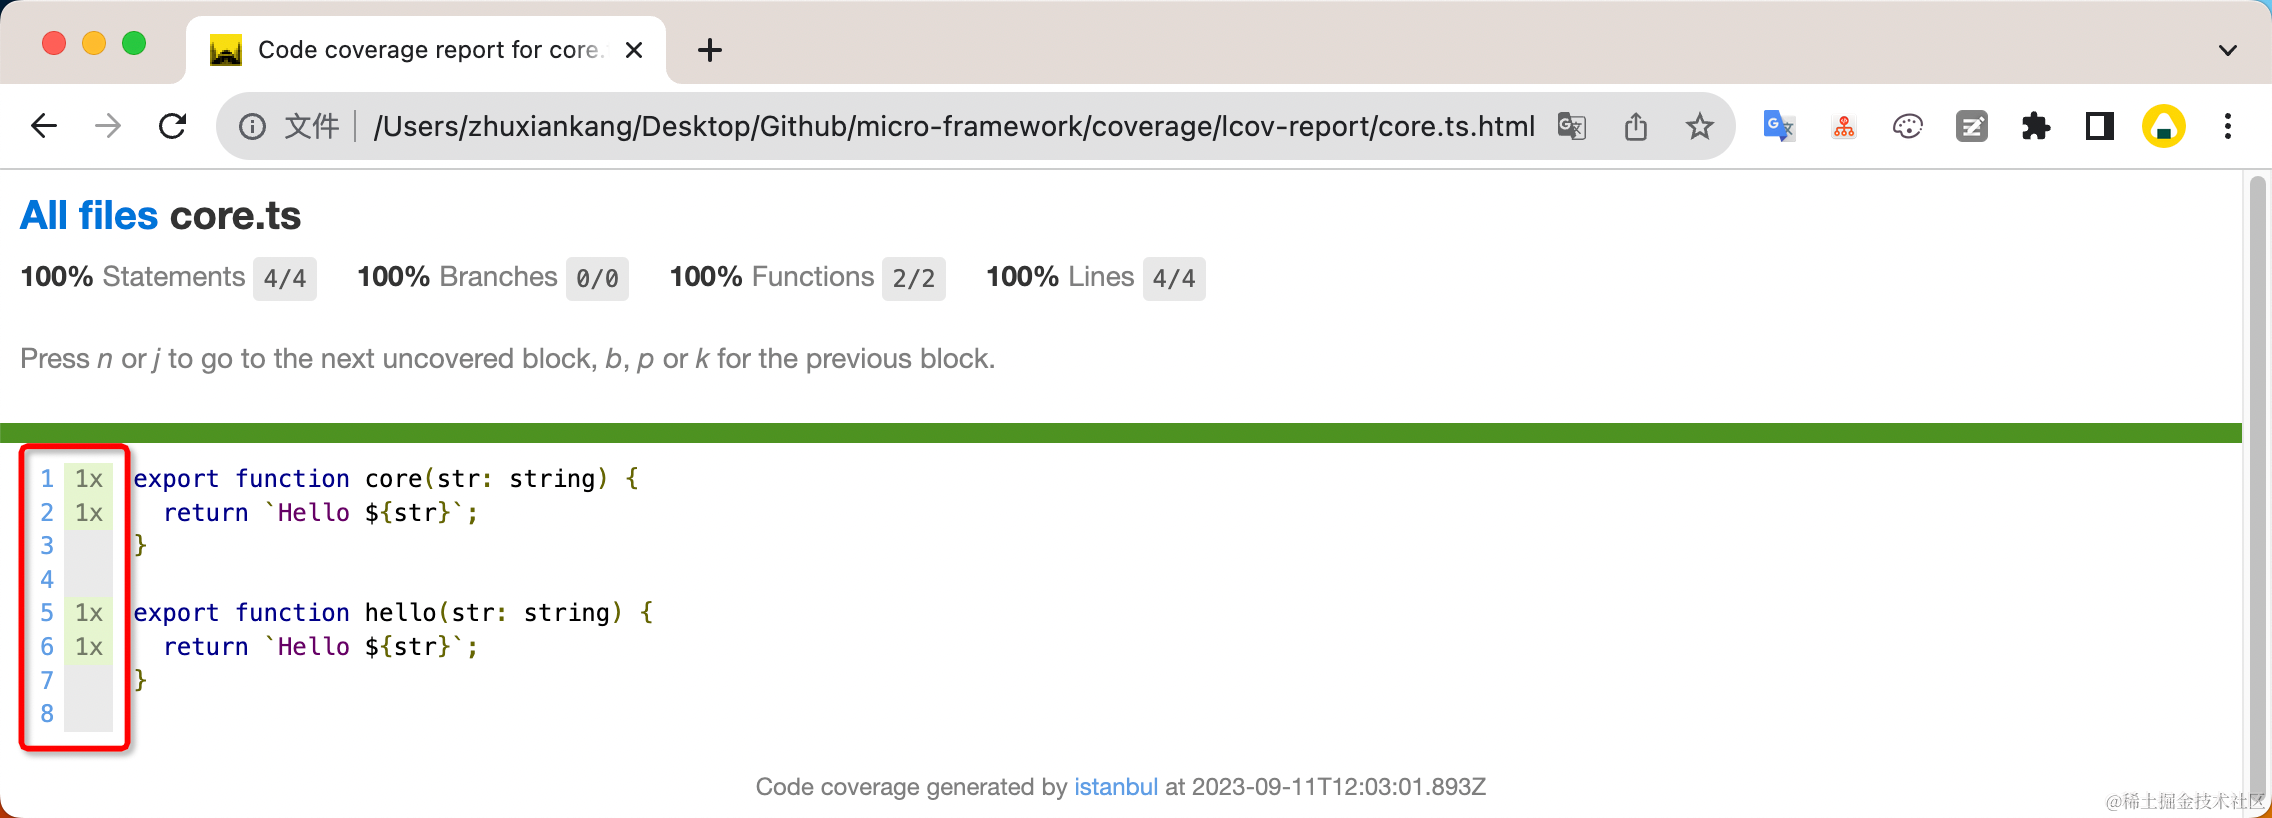 Code coverage report for core.
文件 /Users/zhuxiankang/Desktop/Github/micro-framework/coverage/lcov-report/core.ts.html
All files core.ts
100% Statements 4/4 100% Branches 0/0 100% Functions 2/2 100% Lines 4/4
Press n or j to go to the next uncovered block, b, p or k for the previous block.
1 1x export function core(str: string) {
2 1x return `Hello ${str}`;
3 }
4
5 1x export function hello(str: string) {
6 1x return `Hello ${str}`;
7 }
8
Code coverage generated by istanbul at 2023-09-11T12:03:01.893Z
@稀土掘金技术社区